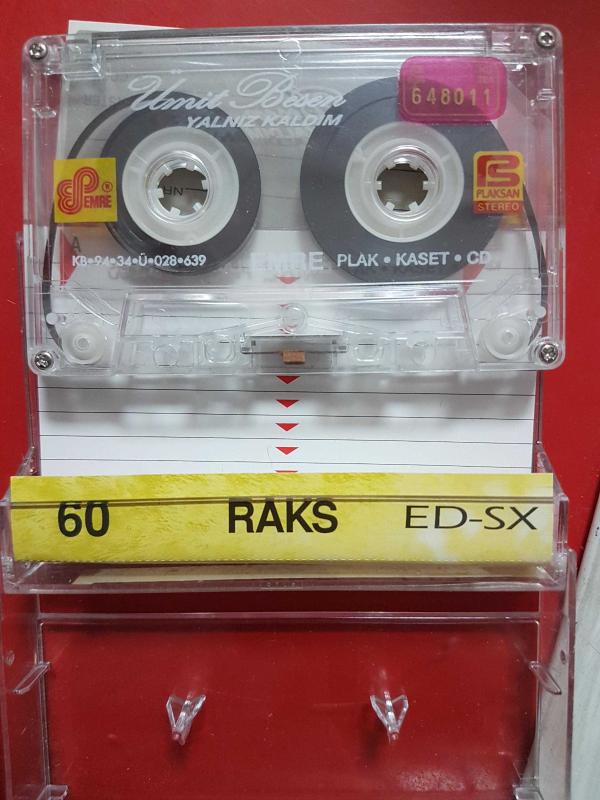 Ümit Besen
YALNIZ KALDIM
648011
EMRE
PLAKSAN
STEREO
A
KB•94•34•Ü•028•639
EMRE PLAK • KASET • CD
60 RAKS ED-SX